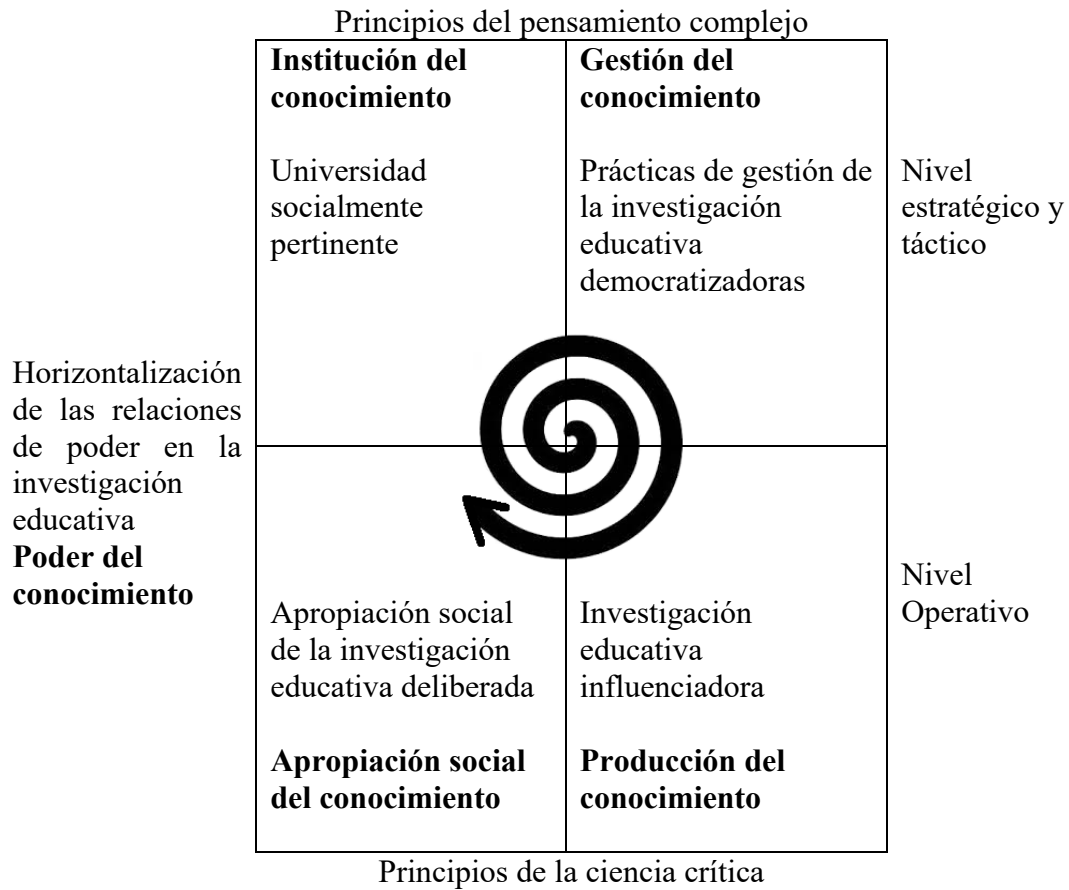 Principios del pensamiento complejo
Institución del
conocimiento
Universidad
socialmente
pertinente
Gestión del
conocimiento
Prácticas de gestión de
la investigación
educativa
democratizadoras
Nivel
estratégico y
táctico
Horizontalización
de las relaciones
de poder en la
investigación
educativa
Poder del
conocimiento
Apropiación social
de la investigación
educativa deliberada
Apropiación social
del conocimiento
Investigación
educativa
influenciadora
Producción del
conocimiento
Nivel
Operativo
Principios de la ciencia crítica